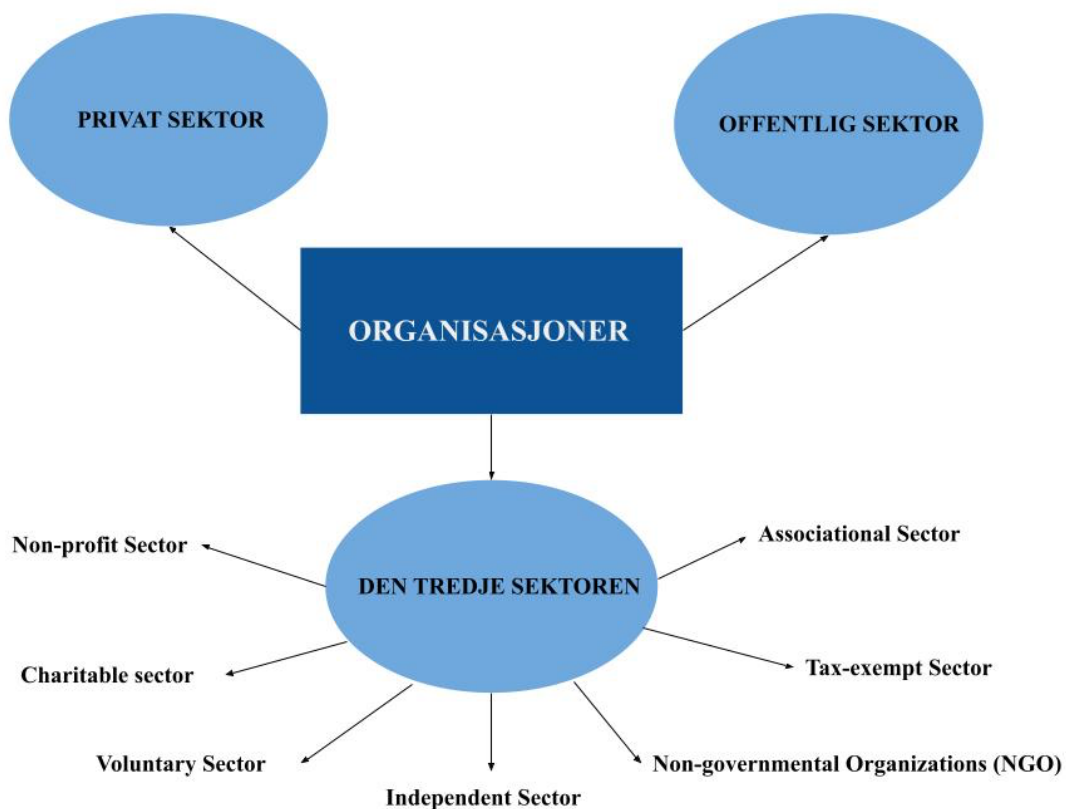 PRIVAT SEKTOR
OFFENTLIG SEKTOR
ORGANISASJONER
DEN TREDJE SEKTOREN
Non-profit Sector
Associational Sector
Charitable sector
Tax-exempt Sector
Voluntary Sector
Non-governmental Organizations (NGO)
Independent Sector